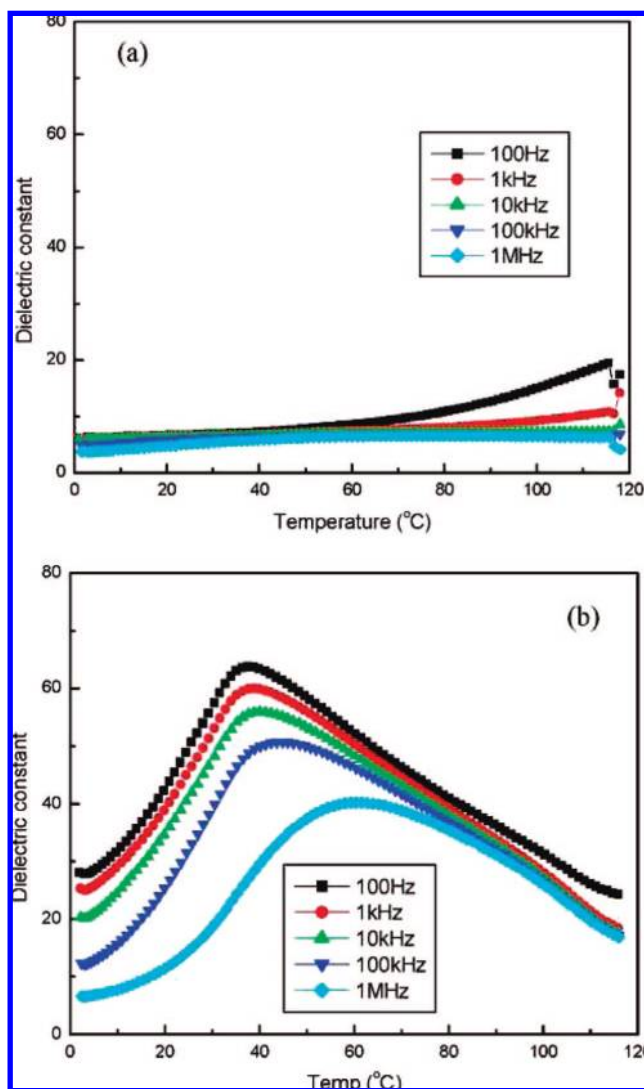 80
(a)
60
100Hz
1kHz
10kHz
100kHz
1MHz
40
Dielectric constant
20
0
0 20 40 60 80 100 120
Temperature (°C)
80
(b)
60
Dielectric constant
40
100Hz
1kHz
10kHz
100kHz
1MHz
20
0
0 20 40 60 80 100 120
Temp (°C)